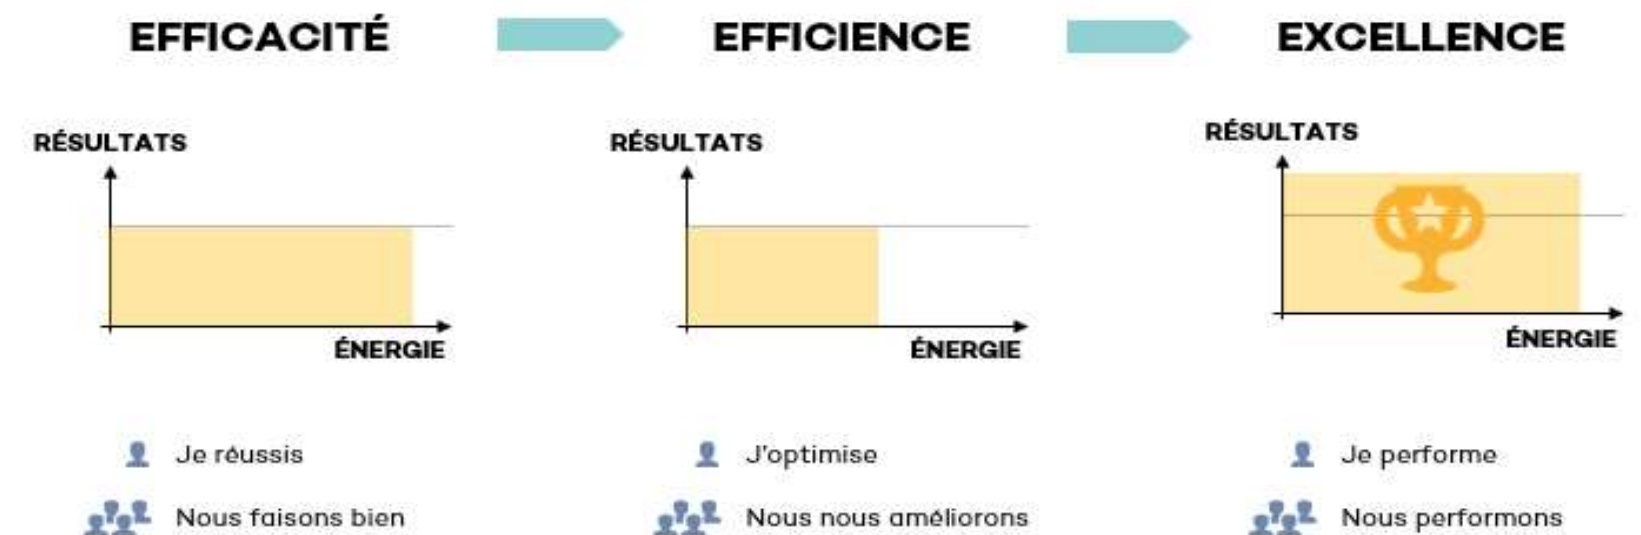 EFFICACITÉ
EFFICIENCE
EXCELLENCE
RÉSULTATS
ÉNERGIE
RÉSULTATS
ÉNERGIE
RÉSULTATS
ÉNERGIE
Je réussis
Nous faisons bien
J'optimise
Nous nous améliorons
Je performe
Nous performons